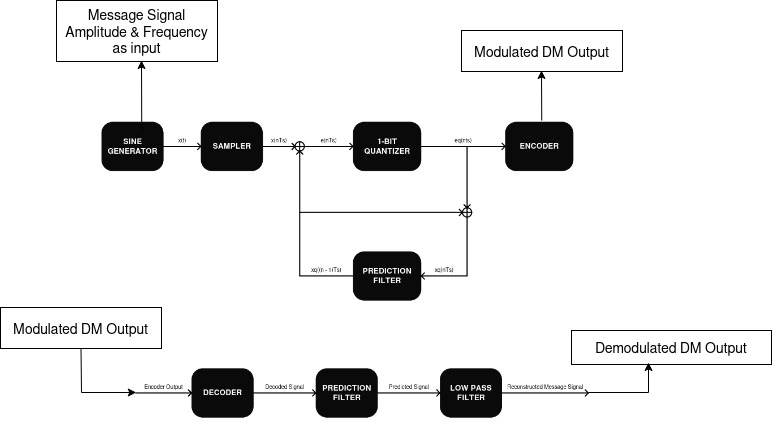 Message Signal
Amplitude & Frequency
as input
Modulated DM Output
SINE
GENERATOR
x(t)
SAMPLER
x(nTs)
e(nTs)
1-BIT
QUANTIZER
eq(nts)
ENCODER
xq((n - 1)Ts)
PREDICTION
FILTER
xq(nTs)
Modulated DM Output
Demodulated DM Output
Encoder Output
DECODER
Decoded Signal
PREDICTION
FILTER
Predicted Signal
LOW PASS
FILTER
Reconstructed Message Signal